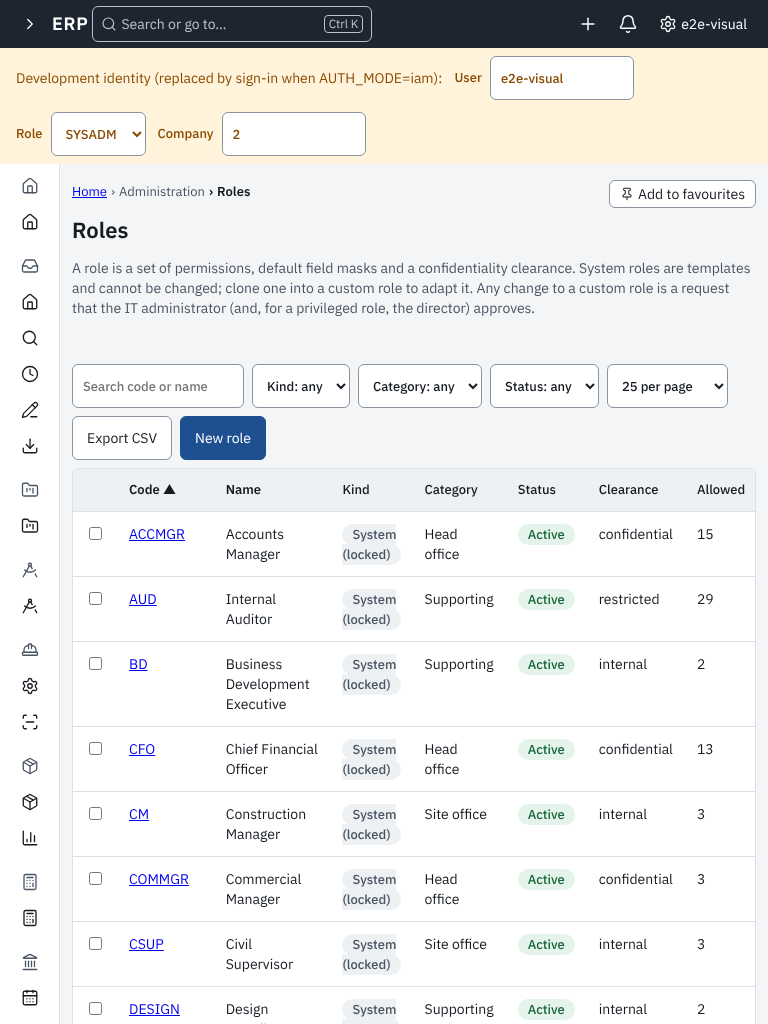 ERP Search or go to... Ctrl K e2e-visual
Development identity (replaced by sign-in when AUTH_MODE=iam): User e2e-visual
Role SYSADM Company 2
Home › Administration › Roles Add to favourites
Roles
A role is a set of permissions, default field masks and a confidentiality clearance. System roles are templates
and cannot be changed; clone one into a custom role to adapt it. Any change to a custom role is a request
that the IT administrator (and, for a privileged role, the director) approves.
Search code or name Kind: any Category: any Status: any 25 per page
Export CSV New role
Code ▲ Name Kind Category Status Clearance Allowed
ACCMGR Accounts System Head Active confidential 15
Manager (locked) office
AUD Internal System Supporting Active restricted 29
Auditor (locked)
BD Business System Supporting Active internal 2
Development (locked)
Executive
CFO Chief Financial System Head Active confidential 13
Officer (locked) office
CM Construction System Site office Active internal 3
Manager (locked)
COMMGR Commercial System Head Active confidential 3
Manager (locked) office
CSUP Civil System Site office Active internal 3
Supervisor (locked)
DESIGN Design System Supporting Active internal 2